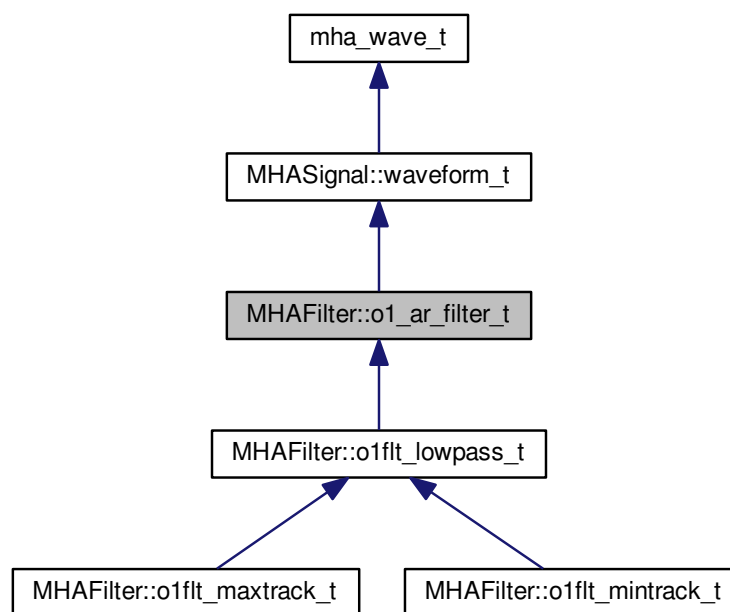 mha_wave_t
MHASignal::waveform_t
MHAFilter::o1_ar_filter_t
MHAFilter::o1flt_lowpass_t
MHAFilter::o1flt_maxtrack_t
MHAFilter::o1flt_mintrack_t